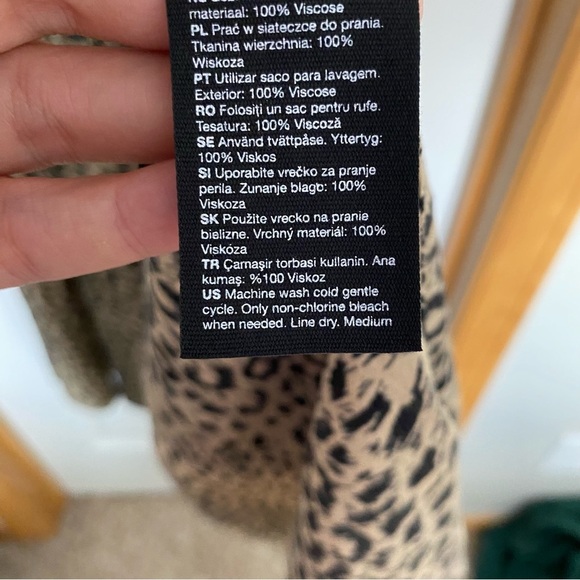 materiaal: 100% Viscose
PL Prać w siateczce do prania.
Tkanina wierzchnia: 100%
Wiskoza
PT Utilizar saco para lavagem.
Exterior: 100% Viscose
RO Folosiți un sac pentru rufe.
Tesatura: 100% Viscoză
SE Använd tvättpåse. Yttertyg:
100% Viskos
SI Uporabite vrečko za pranje
perila. Zunanje blago: 100%
Viskoza
SK Použite vrecko na pranie
bielizne. Vrchný materiál: 100%
Viskóza
TR Çamaşir torbasi kullanin. Ana
kumaş: %100 Viskoz
US Machine wash cold gentle
cycle. Only non-chlorine bleach
when needed. Line dry. Medium